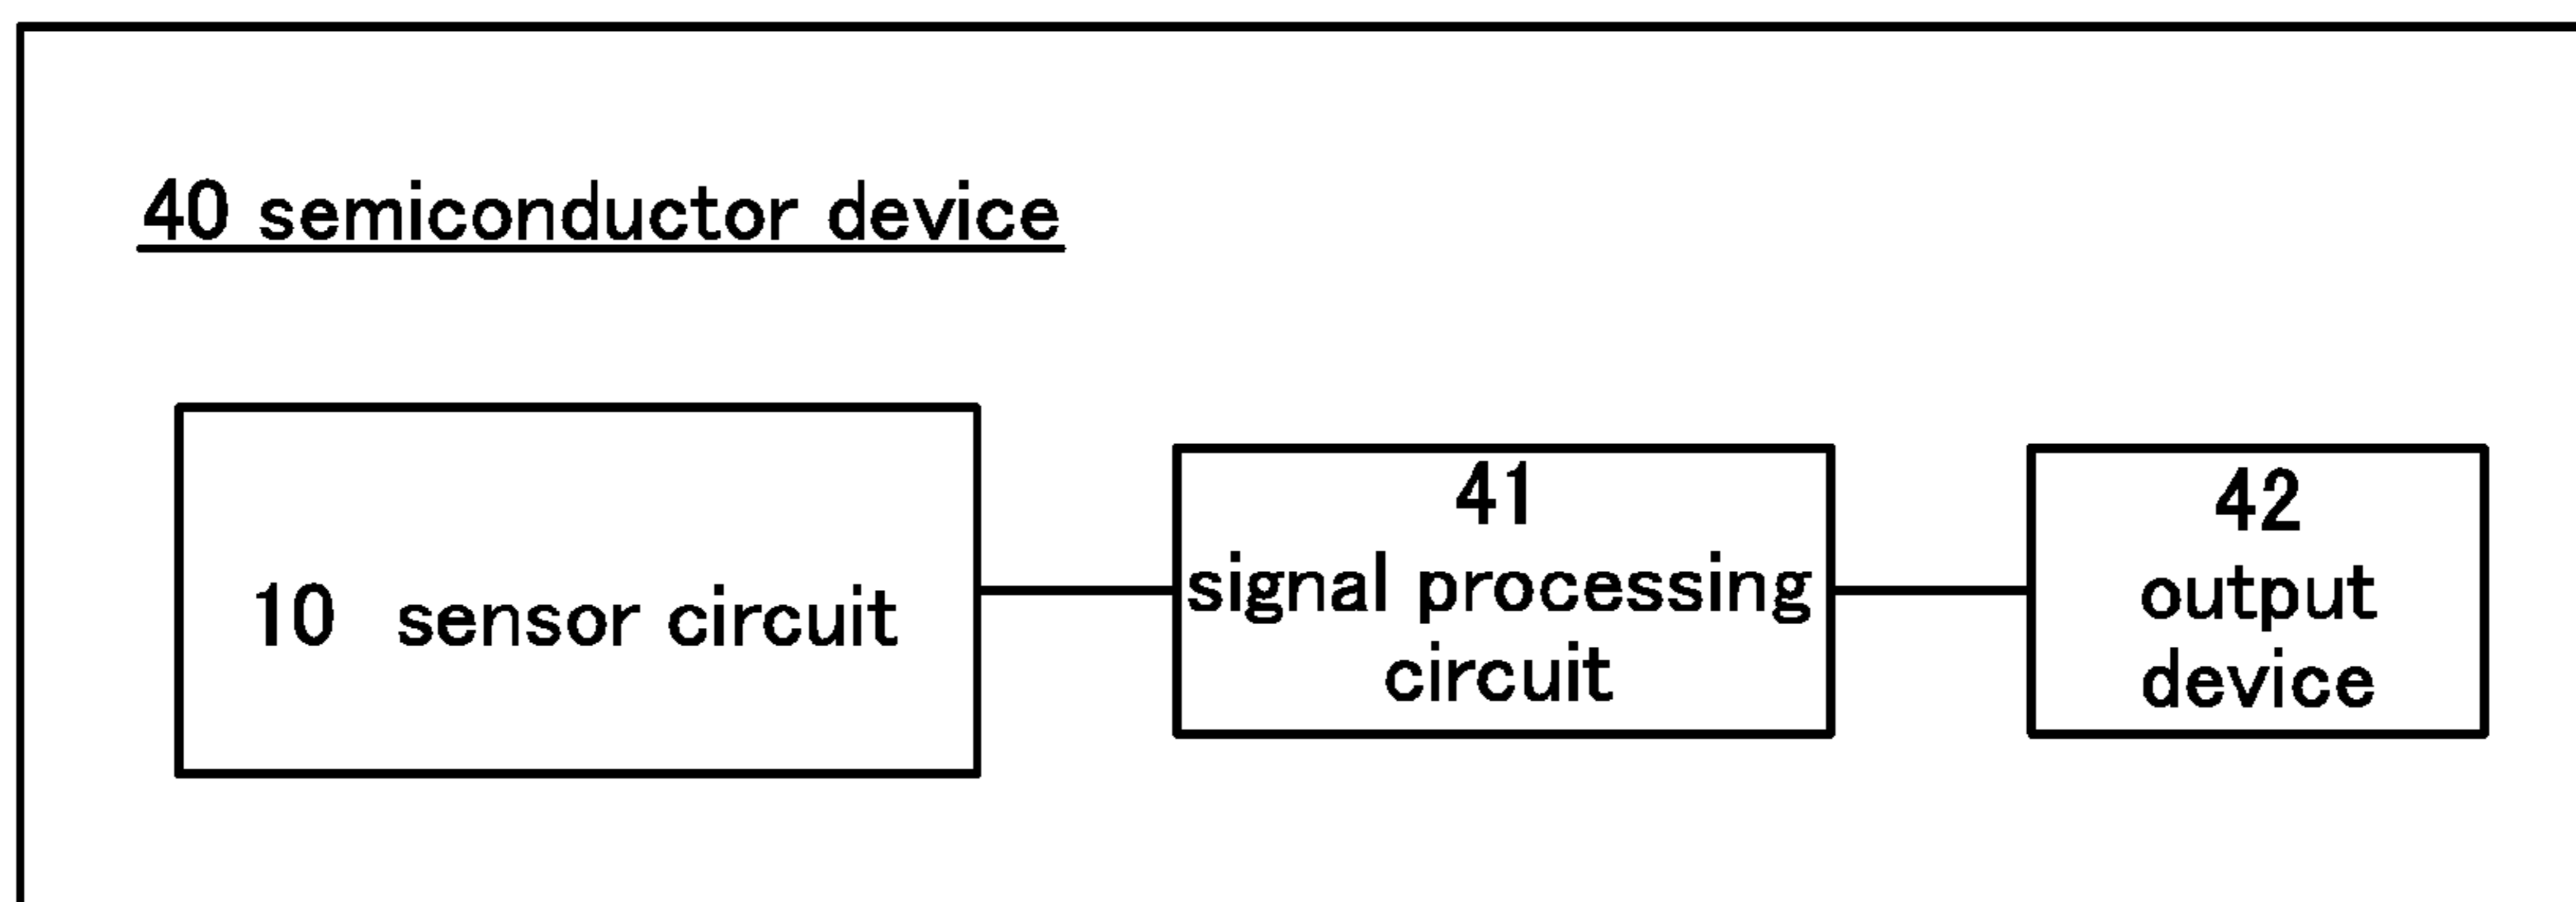 40 semiconductor device
10 sensor circuit
41
signal processing
circuit
42
output
device